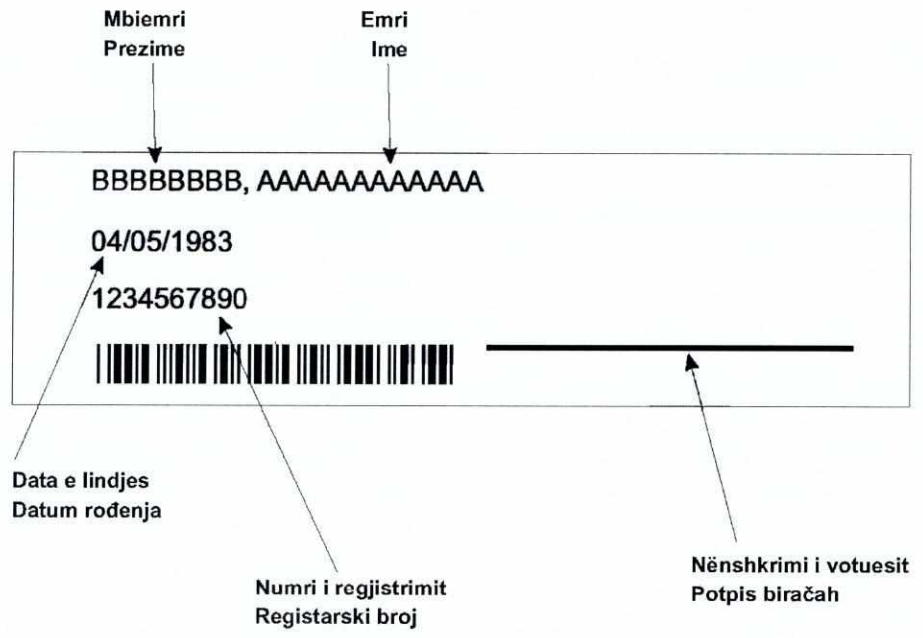 Mbiemri
Prezime
Emri
Ime
BBBBBBBB, AAAAAAAAAAAA
04/05/1983
1234567890
Data e lindjes
Datum rođenja
Numri i regjistrimit
Registarski broj
Nënshkrimi i votuesit
Potpis biračah